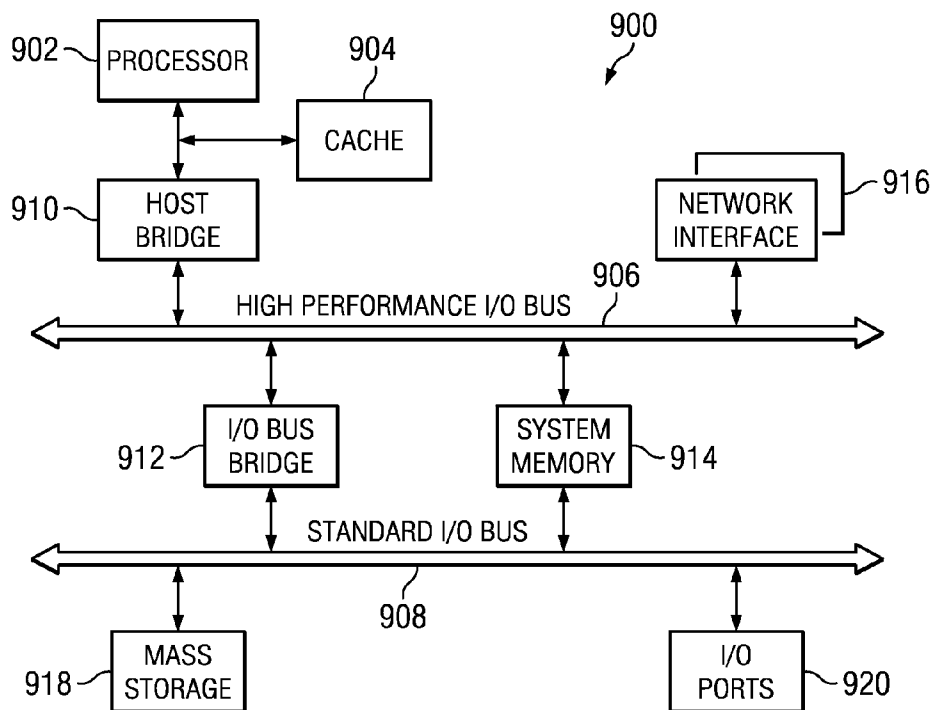 902
PROCESSOR
904
CACHE
900
910
HOST
BRIDGE
NETWORK
INTERFACE
916
HIGH PERFORMANCE I/O BUS
906
912
I/O BUS
BRIDGE
SYSTEM
MEMORY
914
STANDARD I/O BUS
908
918
MASS
STORAGE
I/O
PORTS
920